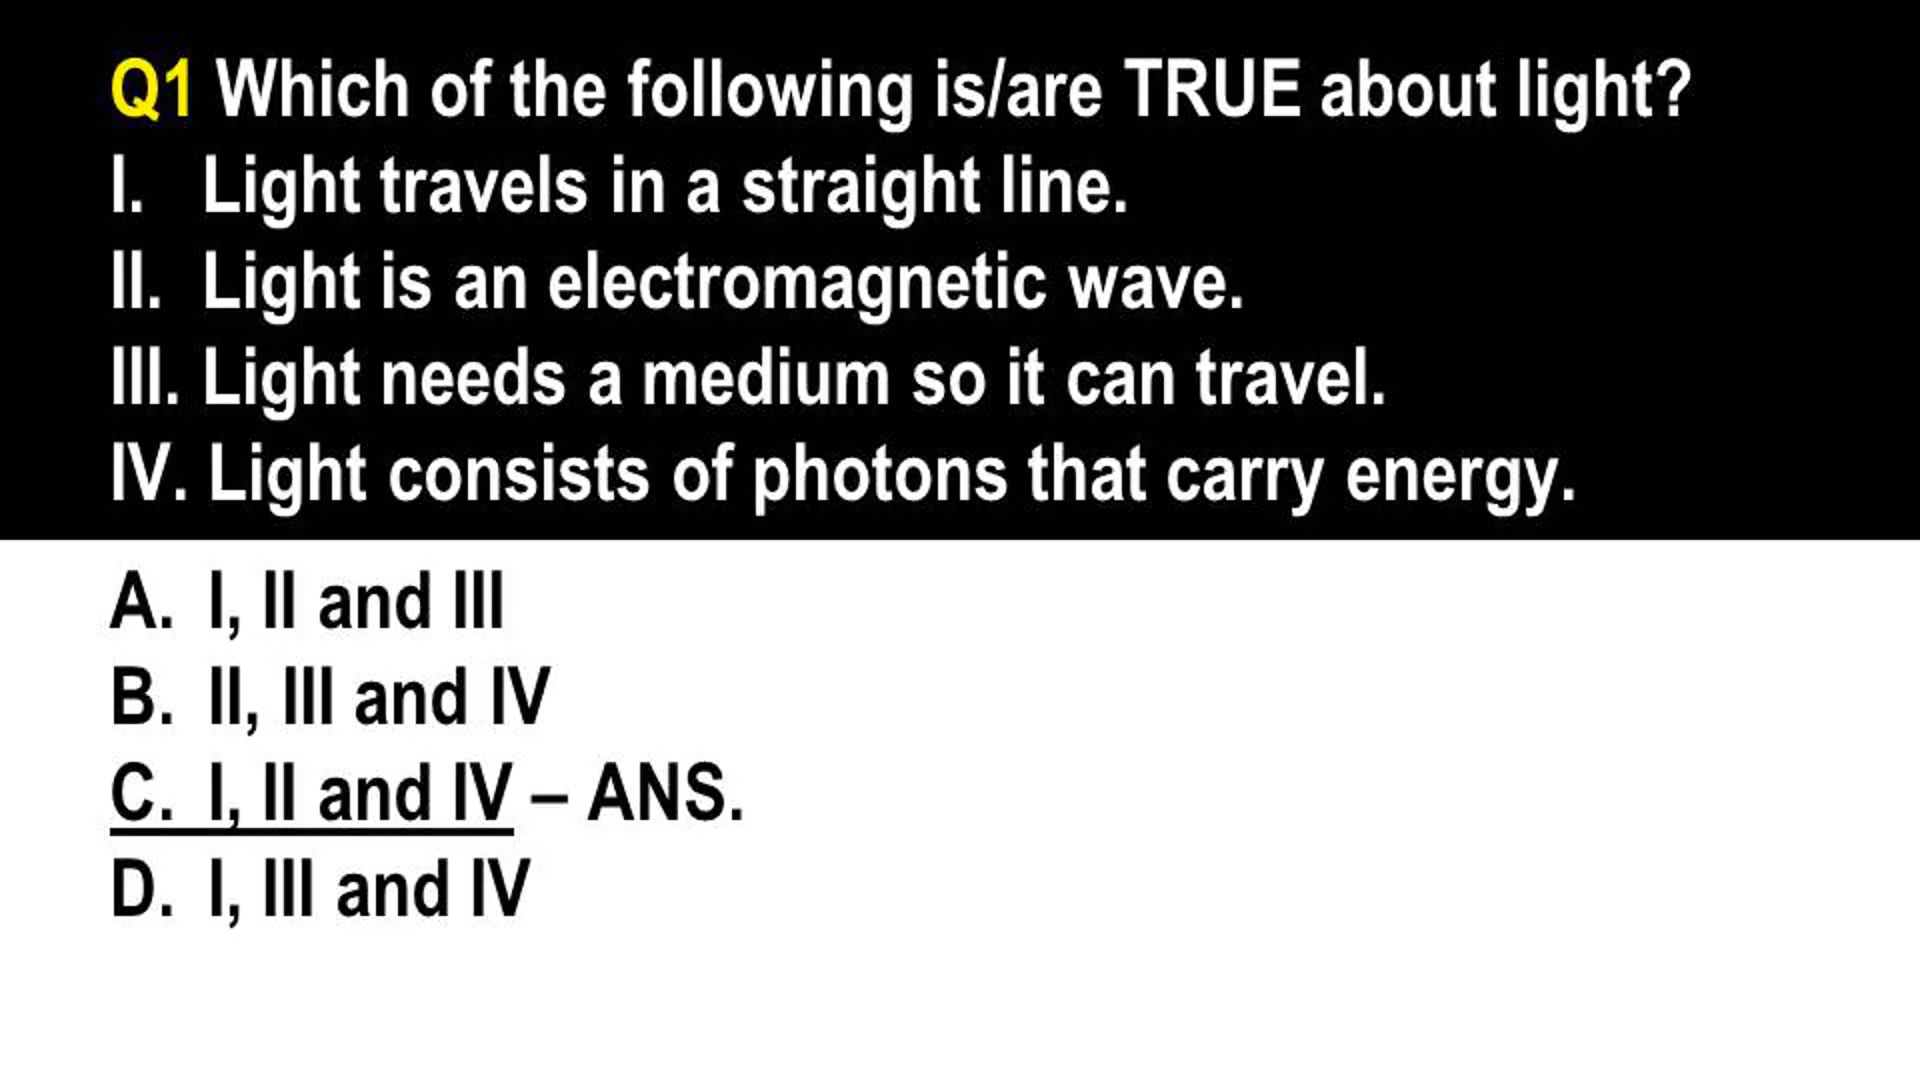 Q1 Which of the following is/are TRUE about light?
I. Light travels in a straight line.
II. Light is an electromagnetic wave.
III. Light needs a medium so it can travel.
IV. Light consists of photons that carry energy.
A. I, II and III
B. II, III and IV
C. I, II and IV – ANS.
D. I, III and IV